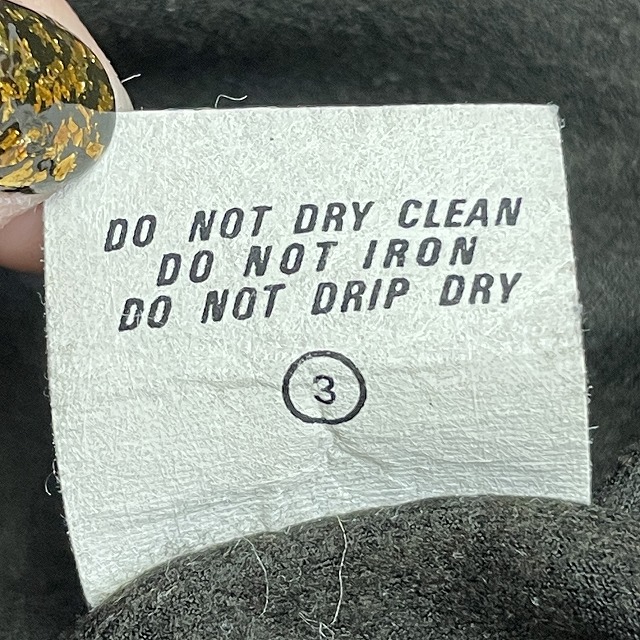 DO NOT DRY CLEAN
DO NOT IRON
DO NOT DRIP DRY
3